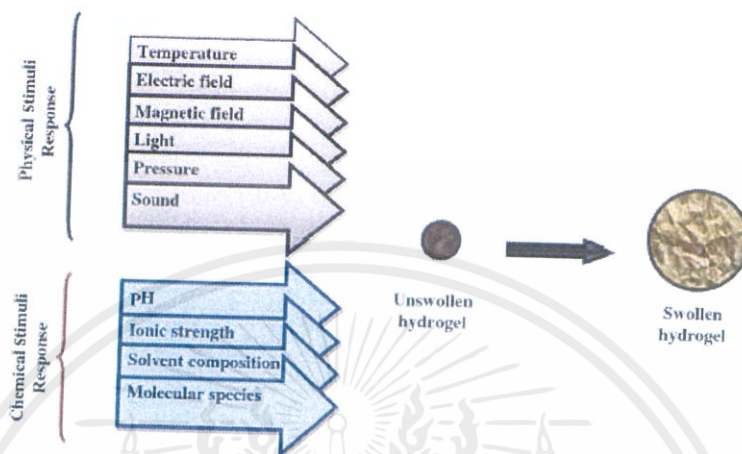 Physical Stimuli
Response
Temperature
Electric field
Magnetic field
Light
Pressure
Sound
Chemical Stimuli
Response
pH
Ionic strength
Solvent composition
Molecular species
Unswollen
hydrogel
Swollen
hydrogel